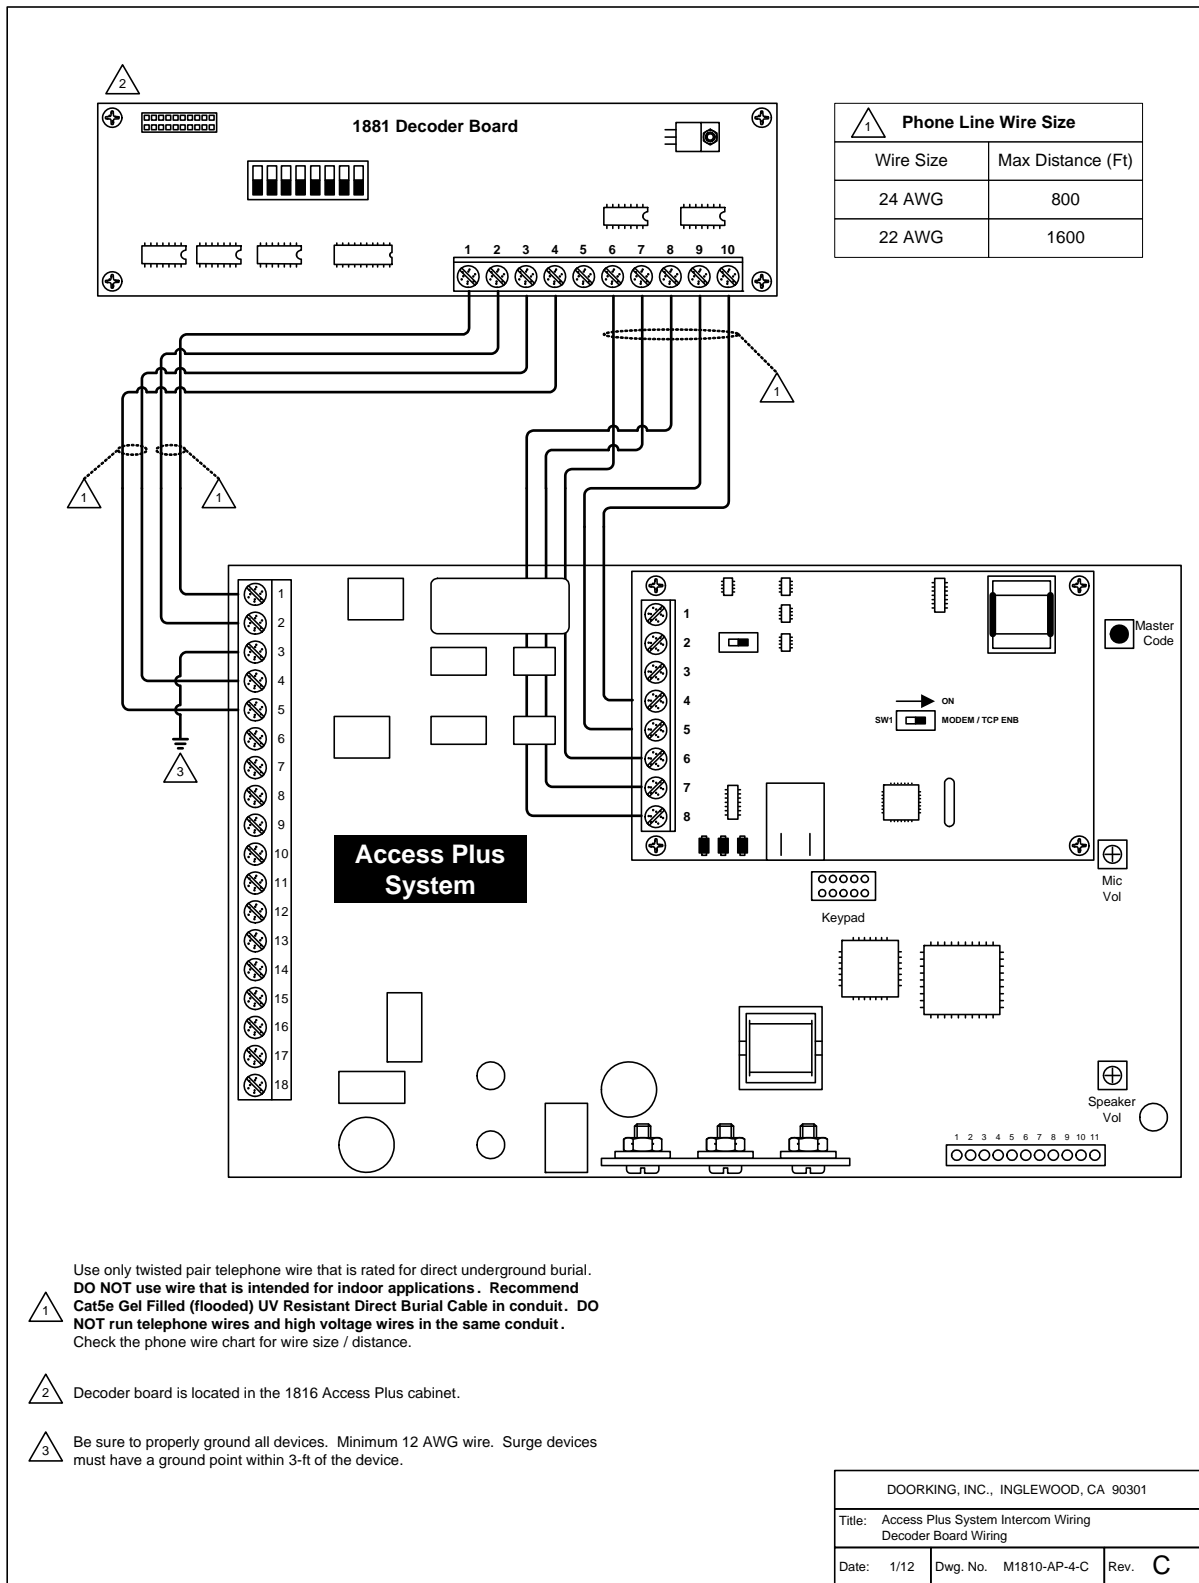 2
1881 Decoder Board
1 2 3 4 5 6 7 8 9 10
1 Phone Line Wire Size
Wire Size Max Distance (Ft)
24 AWG 800
22 AWG 1600
1
1
1
1
2
3
4
5
6
7
8
9
10
11
12
13
14
15
16
17
18
3
1
2
3
4
5
6
7
8
Master
Code
ON
SW1 MODEM / TCP ENB
Access Plus
System
Keypad
Mic
Vol
Speaker
Vol
1 2 3 4 5 6 7 8 9 10 11
1
Use only twisted pair telephone wire that is rated for direct underground burial.
DO NOT use wire that is intended for indoor applications. Recommend
Cat5e Gel Filled (flooded) UV Resistant Direct Burial Cable in conduit. DO
NOT run telephone wires and high voltage wires in the same conduit.
Check the phone wire chart for wire size / distance.
2 Decoder board is located in the 1816 Access Plus cabinet.
3 Be sure to properly ground all devices. Minimum 12 AWG wire. Surge devices
must have a ground point within 3-ft of the device.
DOORKING, INC., INGLEWOOD, CA 90301
Title: Access Plus System Intercom Wiring
Decoder Board Wiring
Date: 1/12 Dwg. No. M1810-AP-4-C Rev. C